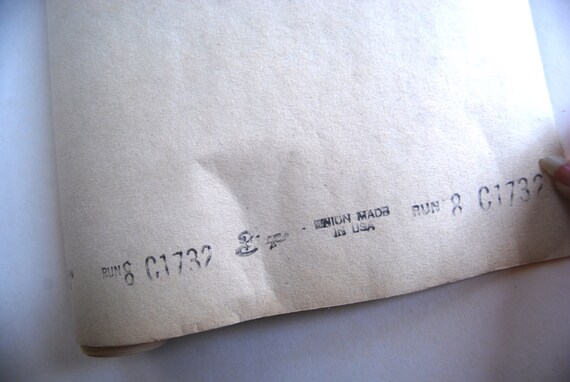 RUN 8 C1732
UNION MADE
IN USA
RUN 8 C1732